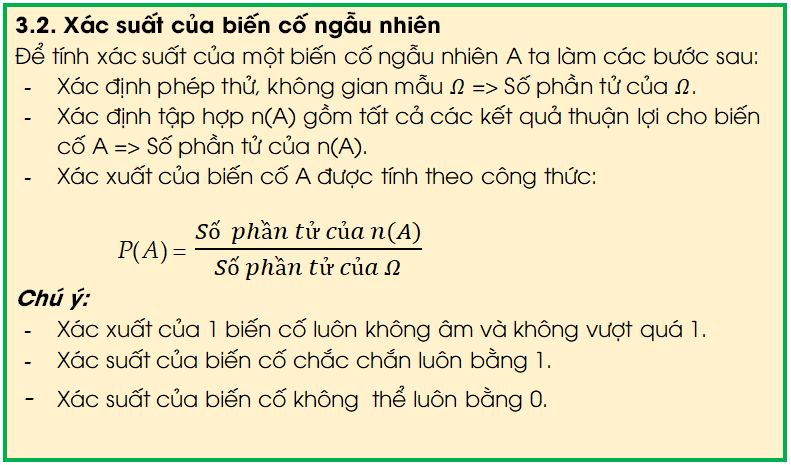 3.2. Xác suất của biến cố ngẫu nhiên
Để tính xác suất của một biến cố ngẫu nhiên A ta làm các bước sau:
- Xác định phép thử, không gian mẫu Ω => Số phần tử của Ω.
- Xác định tập hợp n(A) gồm tất cả các kết quả thuận lợi cho biến
cố A => Số phần tử của n(A).
- Xác xuất của biến cố A được tính theo công thức:
P(A) = Số phần tử của n(A) / Số phần tử của Ω
Chú ý:
- Xác xuất của 1 biến cố luôn không âm và không vượt quá 1.
- Xác suất của biến cố chắc chắn luôn bằng 1.
- Xác suất của biến cố không thể luôn bằng 0.